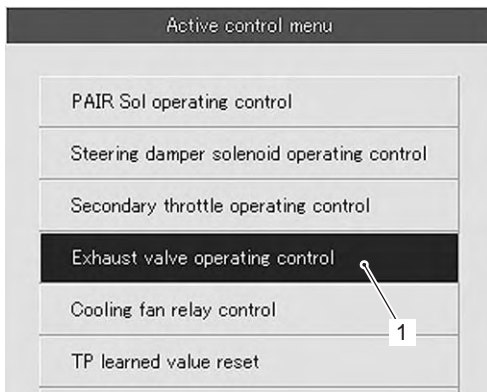 Active control menu
PAIR Sol operating control
Steering damper solenoid operating control
Secondary throttle operating control
Exhaust valve operating control
Cooling fan relay control
1
TP learned value reset